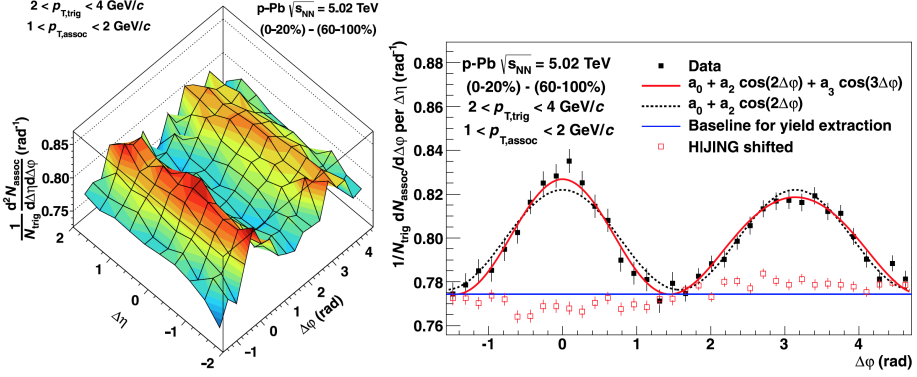 2 < p_T,trig < 4 GeV/c
1 < p_T,assoc < 2 GeV/c
p-Pb √s_NN = 5.02 TeV
(0-20%) - (60-100%)
1/N_trig d²N_assoc/dΔηdΔφ (rad⁻¹)
0.85
0.80
0.75
2
1
0
-1
-2
Δη
-1
0
1
2
3
4
Δφ (rad)
p-Pb √s_NN = 5.02 TeV
(0-20%) - (60-100%)
2 < p_T,trig < 4 GeV/c
1 < p_T,assoc < 2 GeV/c
Data
a₀ + a₂ cos(2Δφ) + a₃ cos(3Δφ)
a₀ + a₂ cos(2Δφ)
Baseline for yield extraction
HIJING shifted
1/N_trig dN_assoc/dΔφ per Δη (rad⁻¹)
0.88
0.86
0.84
0.82
0.80
0.78
0.76
-1
0
1
2
3
4
Δφ (rad)